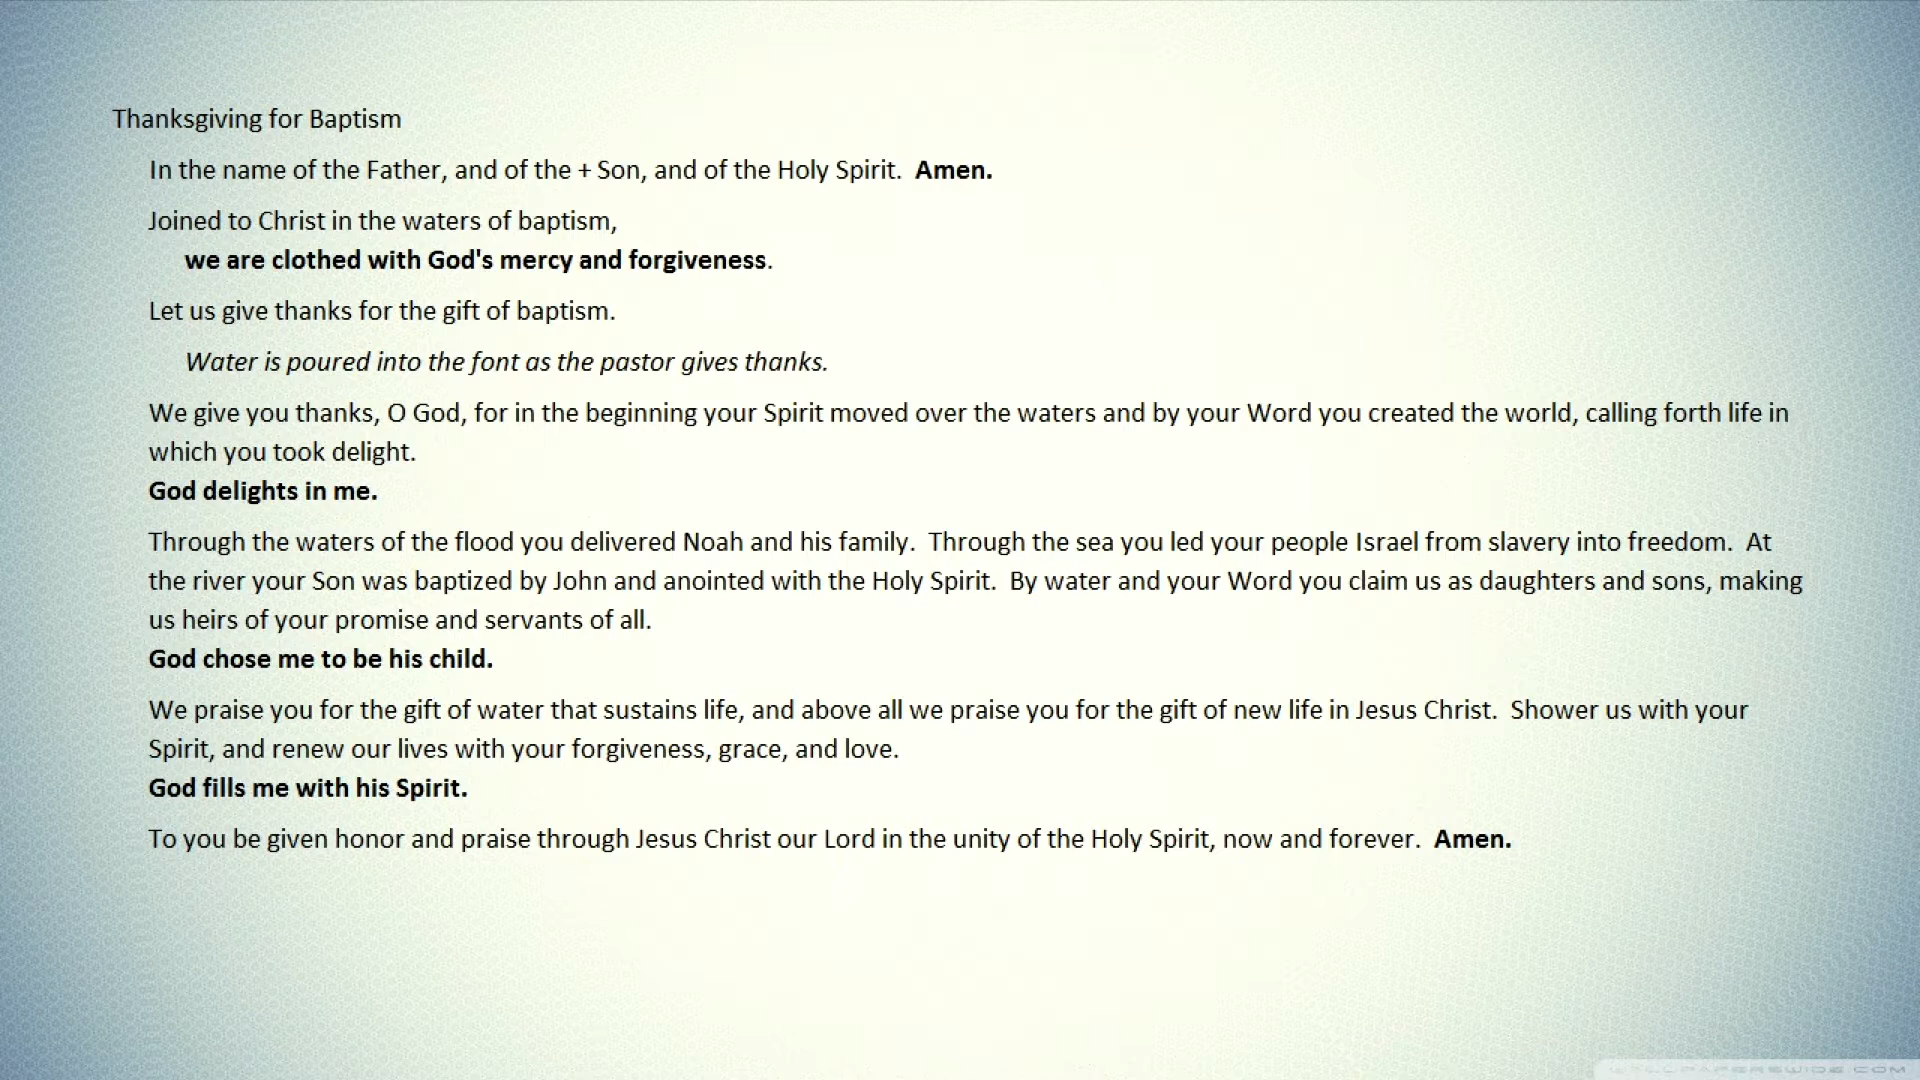 Thanksgiving for Baptism
In the name of the Father, and of the + Son, and of the Holy Spirit.  Amen.
Joined to Christ in the waters of baptism,
we are clothed with God's mercy and forgiveness.
Let us give thanks for the gift of baptism.
Water is poured into the font as the pastor gives thanks.
We give you thanks, O God, for in the beginning your Spirit moved over the waters and by your Word you created the world, calling forth life in
which you took delight.
God delights in me.
Through the waters of the flood you delivered Noah and his family.  Through the sea you led your people Israel from slavery into freedom.  At
the river your Son was baptized by John and anointed with the Holy Spirit.  By water and your Word you claim us as daughters and sons, making
us heirs of your promise and servants of all.
God chose me to be his child.
We praise you for the gift of water that sustains life, and above all we praise you for the gift of new life in Jesus Christ.  Shower us with your
Spirit, and renew our lives with your forgiveness, grace, and love.
God fills me with his Spirit.
To you be given honor and praise through Jesus Christ our Lord in the unity of the Holy Spirit, now and forever.  Amen.